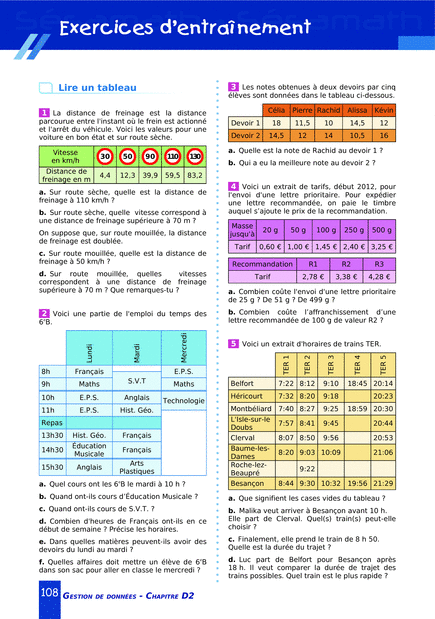 Exercices d'entraînement
Lire un tableau
1 La distance de freinage est la distance
parcourue entre l'instant où le frein est actionné
et l'arrêt du véhicule. Voici les valeurs pour une
voiture en bon état et sur route sèche.
Vitesse en km/h 30 50 90 110 130
Distance de freinage en m 4,4 12,3 39,9 59,5 83,2
a. Sur route sèche, quelle est la distance de
freinage à 110 km/h ?
b. Sur route sèche, quelle vitesse correspond à
une distance de freinage supérieure à 70 m ?
On suppose que, sur route mouillée, la distance
de freinage est doublée.
c. Sur route mouillée, quelle est la distance de
freinage à 50 km/h ?
d. Sur route mouillée, quelles vitesses
correspondent à une distance de freinage
supérieure à 70 m ? Que remarques-tu ?
2 Voici une partie de l'emploi du temps des
6°B.
Lundi Mardi Mercredi
8h Français S.V.T E.P.S.
9h Maths Maths
10h E.P.S. Anglais Technologie
11h E.P.S. Hist. Géo.
Repas
13h30 Hist. Géo. Français
14h30 Éducation Musicale Français
15h30 Anglais Arts Plastiques
a. Quel cours ont les 6°B le mardi à 10 h ?
b. Quand ont-ils cours d'Éducation Musicale ?
c. Quand ont-ils cours de S.V.T. ?
d. Combien d'heures de Français ont-ils en ce
début de semaine ? Précise les horaires.
e. Dans quelles matières peuvent-ils avoir des
devoirs du lundi au mardi ?
f. Quelles affaires doit mettre un élève de 6°B
dans son sac pour aller en classe le mercredi ?
3 Les notes obtenues à deux devoirs par cinq
élèves sont données dans le tableau ci-dessous.
Célia Pierre Rachid Alissa Kévin
Devoir 1 18 11,5 10 14,5 12
Devoir 2 14,5 12 14 10,5 16
a. Quelle est la note de Rachid au devoir 1 ?
b. Qui a eu la meilleure note au devoir 2 ?
4 Voici un extrait de tarifs, début 2012, pour
l'envoi d'une lettre prioritaire. Pour expédier
une lettre recommandée, on paie le timbre
auquel s'ajoute le prix de la recommandation.
Masse jusqu'à 20 g 50 g 100 g 250 g 500 g
Tarif 0,60 € 1,00 € 1,45 € 2,40 € 3,25 €
Recommandation R1 R2 R3
Tarif 2,78 € 3,38 € 4,28 €
a. Combien coûte l'envoi d'une lettre prioritaire
de 25 g ? De 51 g ? De 499 g ?
b. Combien coûte l'affranchissement d'une
lettre recommandée de 100 g de valeur R2 ?
5 Voici un extrait d'horaires de trains TER.
TER 1 TER 2 TER 3 TER 4 TER 5
Belfort 7:22 8:12 9:10 18:45 20:14
Héricourt 7:32 8:20 9:18 20:23
Montbéliard 7:40 8:27 9:25 18:59 20:30
L'Isle-sur-le Doubs 7:57 8:41 9:45 20:44
Clerval 8:07 8:50 9:56 20:53
Baume-les-Dames 8:20 9:03 10:09 21:06
Roche-lez-Beaupré 9:22
Besançon 8:44 9:30 10:32 19:56 21:29
a. Que signifient les cases vides du tableau ?
b. Malika veut arriver à Besançon avant 10 h.
Elle part de Clerval. Quel(s) train(s) peut-elle
choisir ?
c. Finalement, elle prend le train de 8 h 50.
Quelle est la durée du trajet ?
d. Luc part de Belfort pour Besançon après
18 h. Il veut comparer la durée de trajet des
trains possibles. Quel train est le plus rapide ?
108 Gestion de données - Chapitre D2